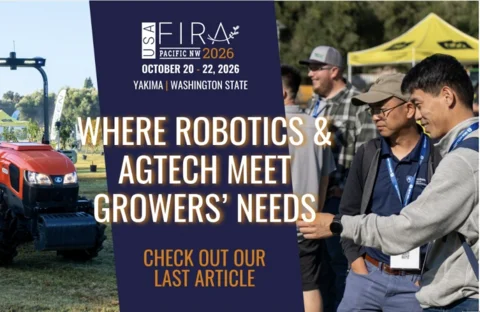 USA
FIRA
PACIFIC NW 2026
OCTOBER 20 - 22, 2026
YAKIMA | WASHINGTON STATE
WHERE ROBOTICS &
AGTECH MEET
GROWERS' NEEDS
CHECK OUT OUR
LAST ARTICLE